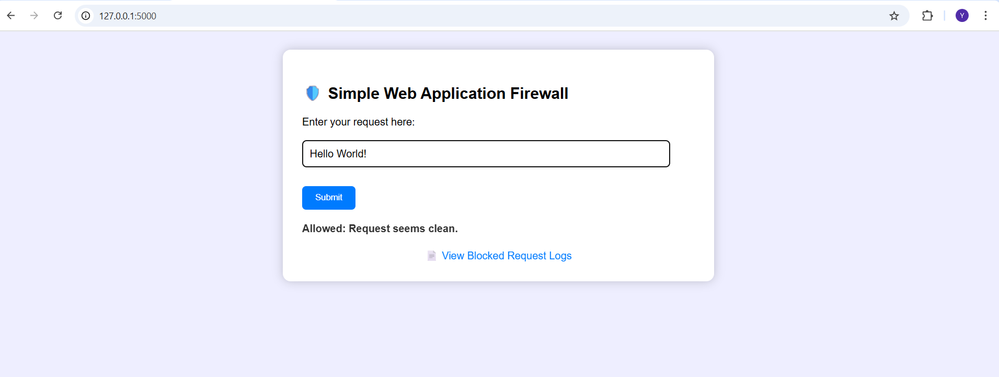 127.0.0.1:5000
Y
Simple Web Application Firewall
Enter your request here:
Hello World!
Submit
Allowed: Request seems clean.
View Blocked Request Logs